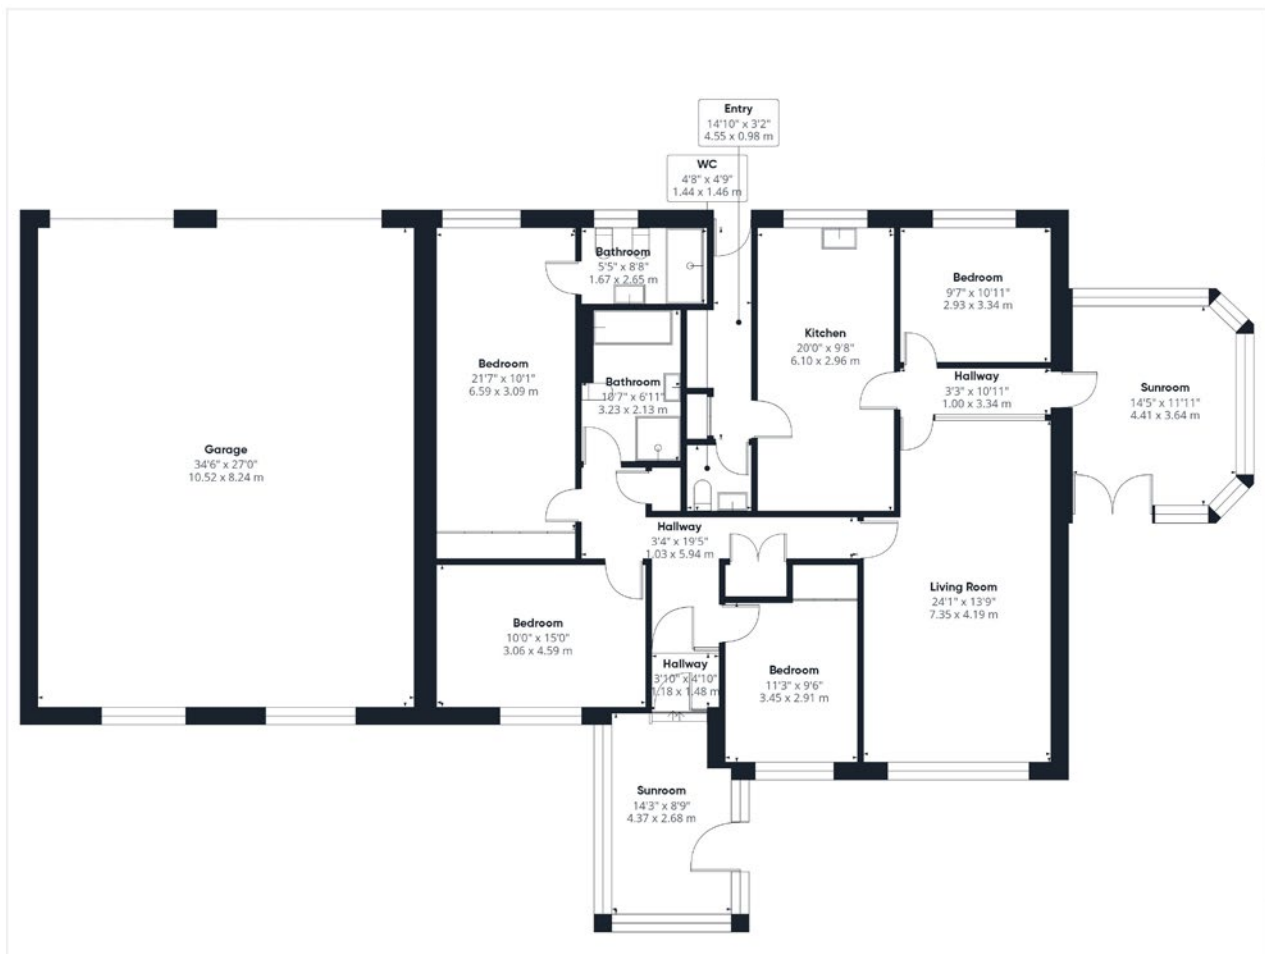 Entry
14'10" x 3'2"
4.55 x 0.98 m
WC
4'8" x 4'9"
1.44 x 1.46 m
Bathroom
5'5" x 8'8"
1.67 x 2.65 m
Bedroom
9'7" x 10'11"
2.93 x 3.34 m
Kitchen
20'0" x 9'8"
6.10 x 2.96 m
Bedroom
21'7" x 10'1"
6.59 x 3.09 m
Bathroom
10'7" x 6'11"
3.23 x 2.13 m
Hallway
3'3" x 10'11"
1.00 x 3.34 m
Sunroom
14'5" x 11'11"
4.41 x 3.64 m
Garage
34'6" x 27'0"
10.52 x 8.24 m
Hallway
3'4" x 19'5"
1.03 x 5.94 m
Living Room
24'1" x 13'9"
7.35 x 4.19 m
Bedroom
10'0" x 15'0"
3.06 x 4.59 m
Hallway
3'10" x 4'10"
1.18 x 1.48 m
Bedroom
11'3" x 9'6"
3.45 x 2.91 m
Sunroom
14'3" x 8'9"
4.37 x 2.68 m